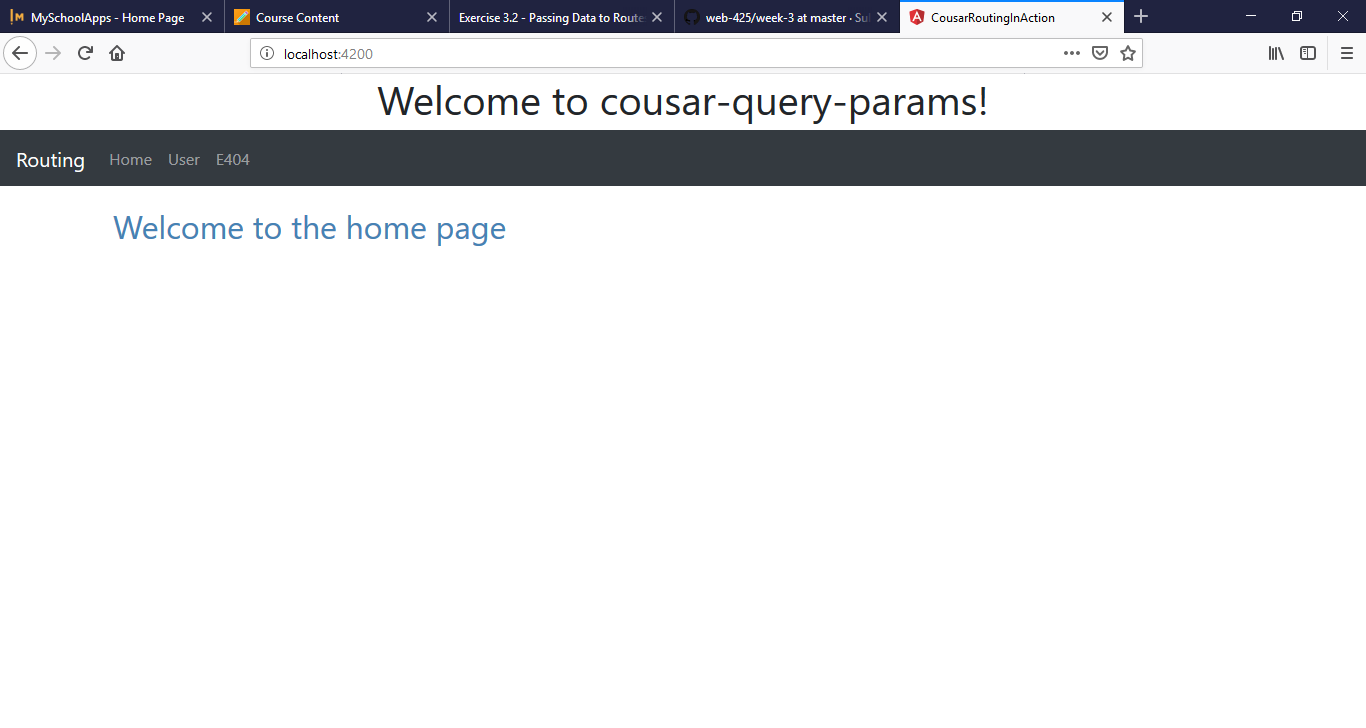 MySchoolApps - Home Page
Course Content
Exercise 3.2 - Passing Data to Route
web-425/week-3 at master · Su
CousarRoutingInAction
localhost:4200
Welcome to cousar-query-params!
Routing Home User E404
Welcome to the home page